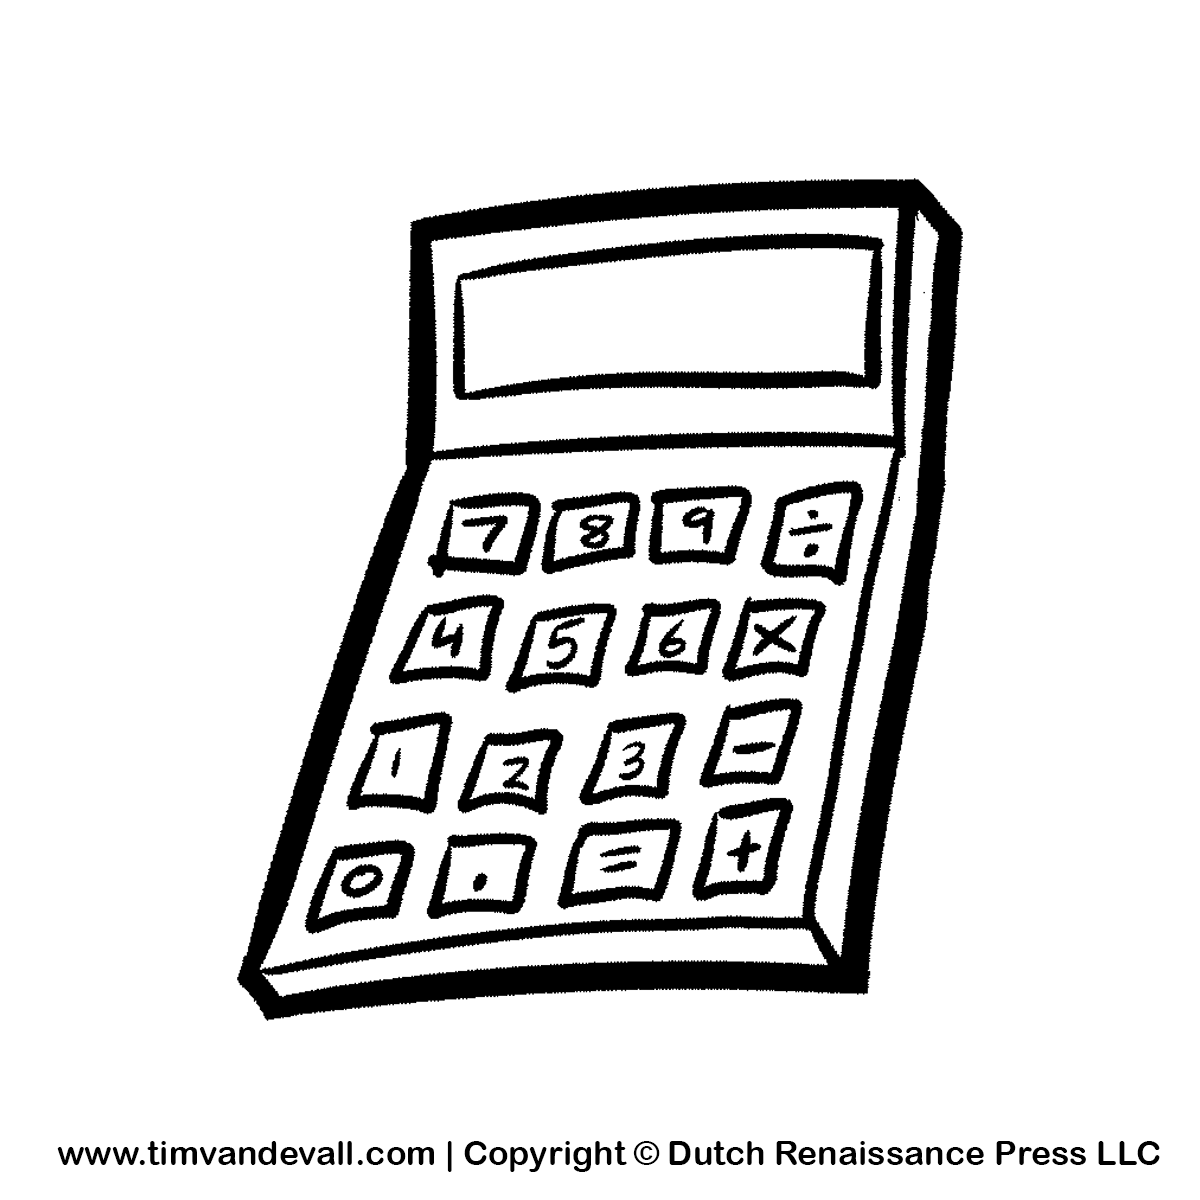 7 8 9 ÷
4 5 6 X
1 2 3 -
0 . = +
www.timvandevall.com | Copyright © Dutch Renaissance Press LLC